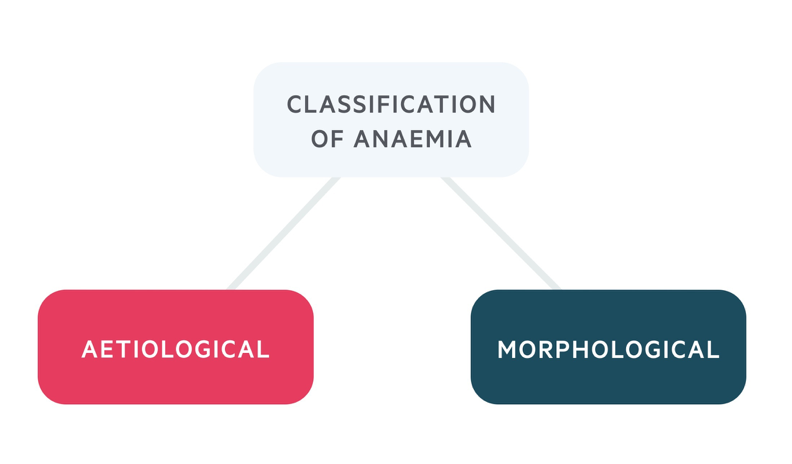 CLASSIFICATION
OF ANAEMIA
AETIOLOGICAL
MORPHOLOGICAL